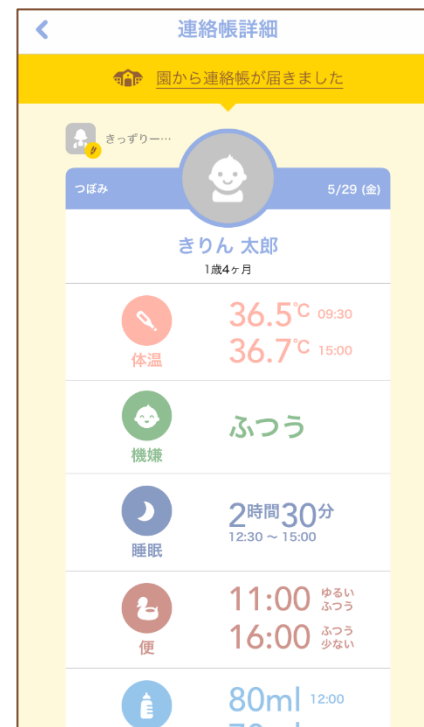 連絡帳詳細
園から連絡帳が届きました
きっずりー…
つぼみ
5/29 (金)
きりん 太郎
1歳4ヶ月
36.5℃ 09:30
36.7℃ 15:00
体温
ふつう
機嫌
2時間30分
12:30 ~ 15:00
睡眠
11:00 ゆるい ふつう
16:00 ふつう 少ない
便
80ml 12:00